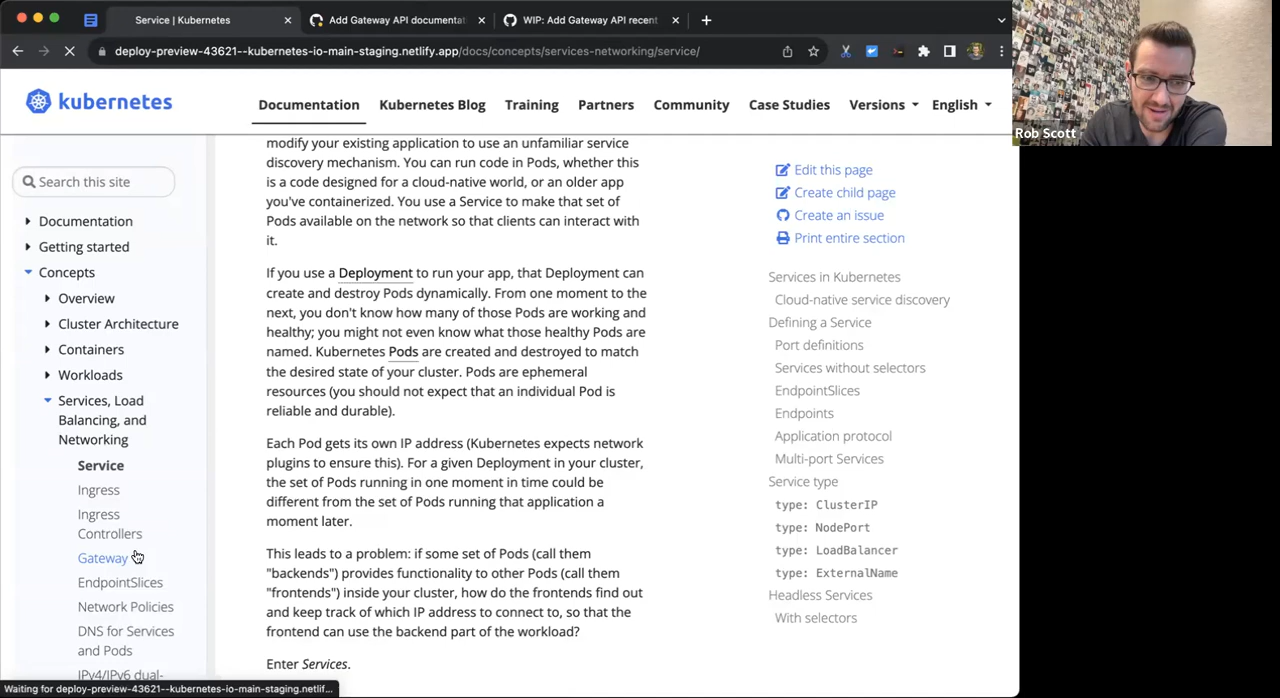 Service | Kubernetes
Add Gateway API documentat
WIP: Add Gateway API recent
deploy-preview-43621--kubernetes-io-main-staging.netlify.app/docs/concepts/services-networking/service/
Rob Scott
kubernetes
Documentation
Kubernetes Blog
Training
Partners
Community
Case Studies
Versions
English
Search this site
Documentation
Getting started
Concepts
Overview
Cluster Architecture
Containers
Workloads
Services, Load
Balancing, and
Networking
Service
Ingress
Ingress
Controllers
Gateway
EndpointSlices
Network Policies
DNS for Services
and Pods
IPv4/IPv6 dual-
modify your existing application to use an unfamiliar service
discovery mechanism. You can run code in Pods, whether this
is a code designed for a cloud-native world, or an older app
you've containerized. You use a Service to make that set of
Pods available on the network so that clients can interact with
it.
If you use a Deployment to run your app, that Deployment can
create and destroy Pods dynamically. From one moment to the
next, you don't know how many of those Pods are working and
healthy; you might not even know what those healthy Pods are
named. Kubernetes Pods are created and destroyed to match
the desired state of your cluster. Pods are ephemeral
resources (you should not expect that an individual Pod is
reliable and durable).
Each Pod gets its own IP address (Kubernetes expects network
plugins to ensure this). For a given Deployment in your cluster,
the set of Pods running in one moment in time could be
different from the set of Pods running that application a
moment later.
This leads to a problem: if some set of Pods (call them
"backends") provides functionality to other Pods (call them
"frontends") inside your cluster, how do the frontends find out
and keep track of which IP address to connect to, so that the
frontend can use the backend part of the workload?
Enter Services.
Edit this page
Create child page
Create an issue
Print entire section
Services in Kubernetes
Cloud-native service discovery
Defining a Service
Port definitions
Services without selectors
EndpointSlices
Endpoints
Application protocol
Multi-port Services
Service type
type: ClusterIP
type: NodePort
type: LoadBalancer
type: ExternalName
Headless Services
With selectors
Waiting for deploy-preview-43621--kubernetes-io-main-staging.netlif...